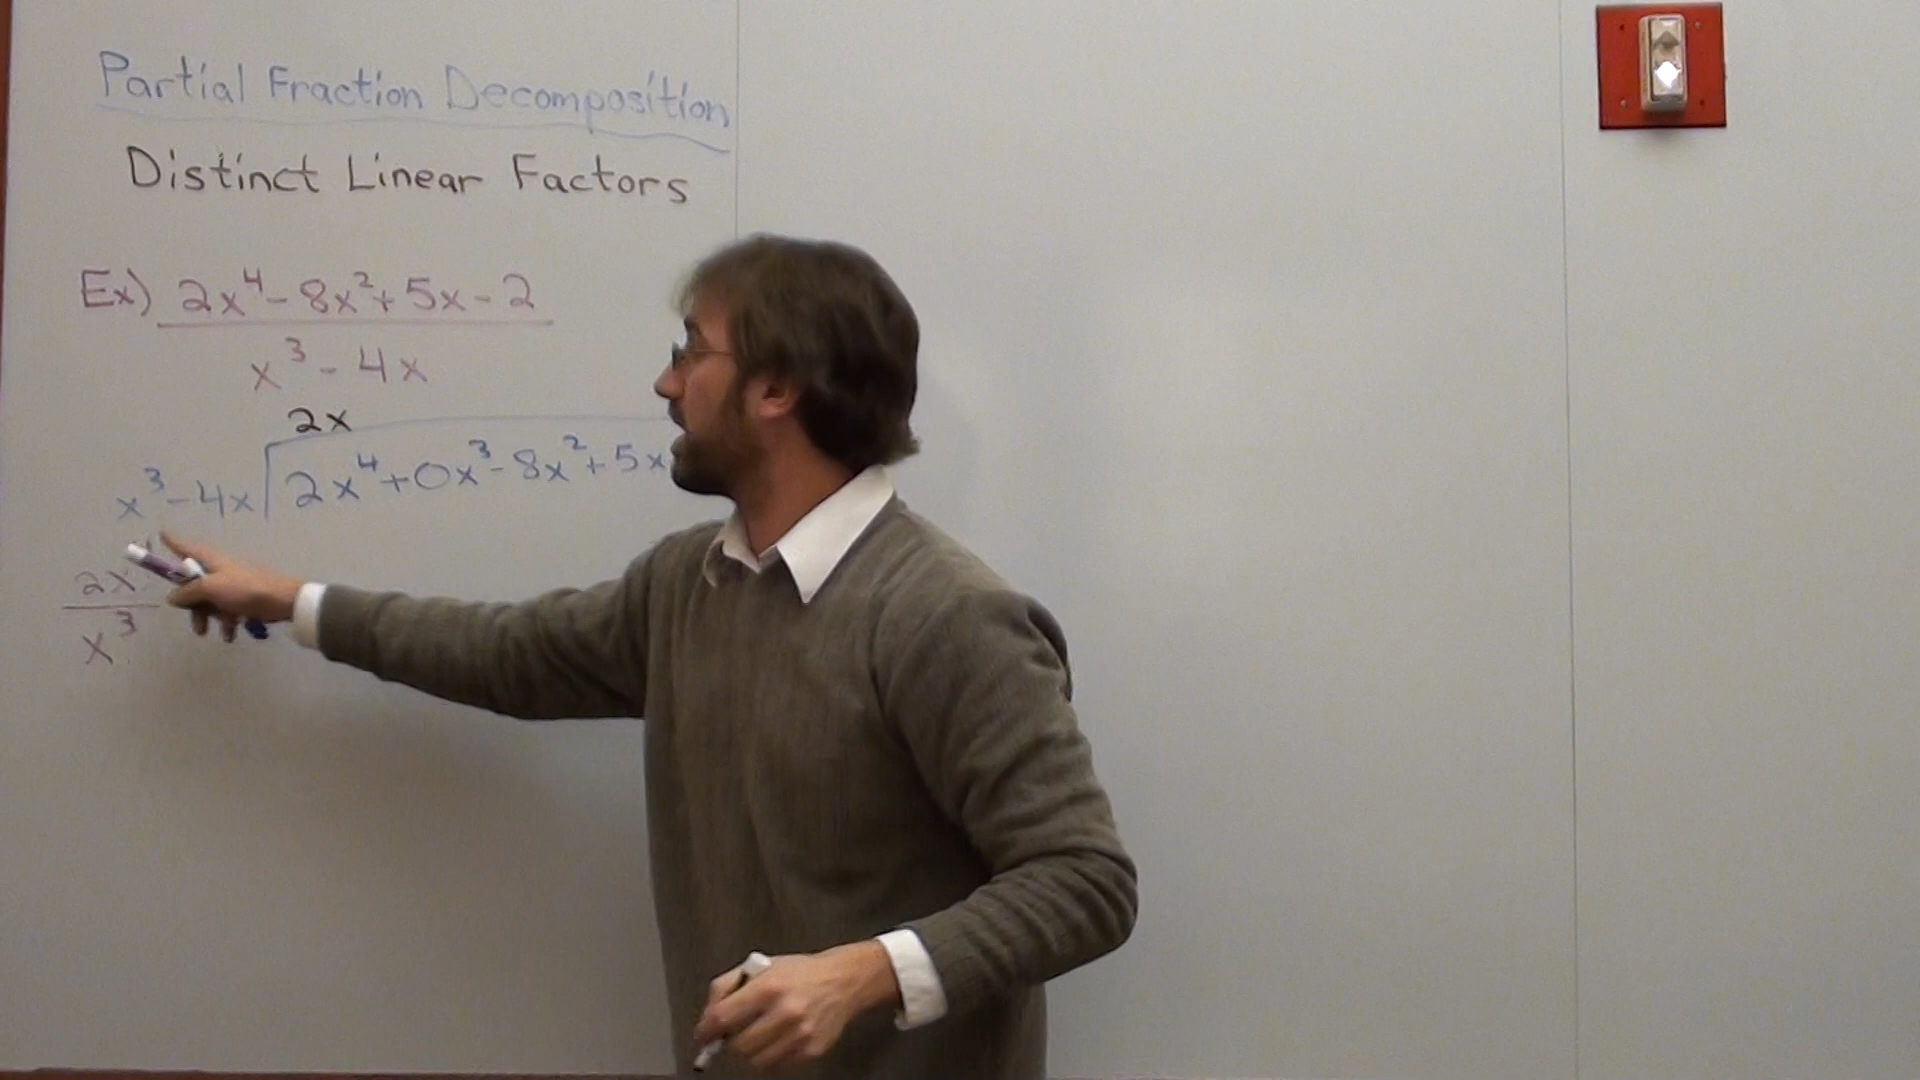 Partial Fraction Decomposition
Distinct Linear Factors
Ex) 2x⁴ - 8x² + 5x - 2
x³ - 4x
2x
x³ - 4x 2x⁴ + 0x³ - 8x² + 5x
2x
x³